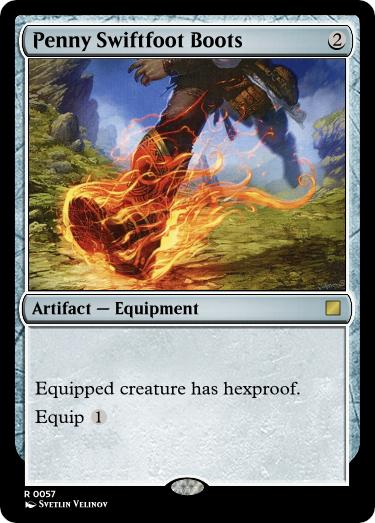 Penny Swiftfoot Boots 2
Artifact — Equipment
Equipped creature has hexproof.
Equip 1
R 0057
Svetlin Velinov